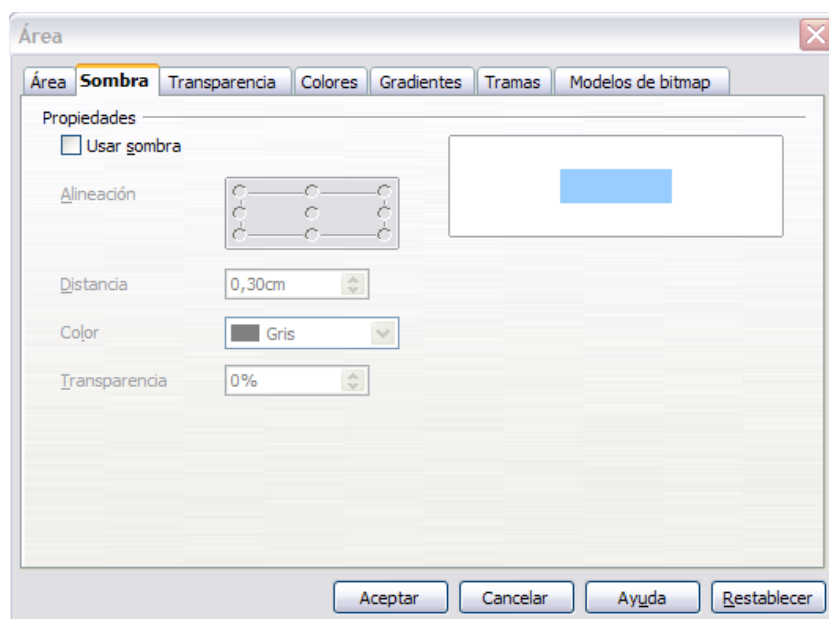 Área
Área Sombra Transparencia Colores Gradientes Tramas Modelos de bitmap
Propiedades
Usar sombra
Alineación
Distancia 0,30cm
Color Gris
Transparencia 0%
Aceptar Cancelar Ayuda Restablecer